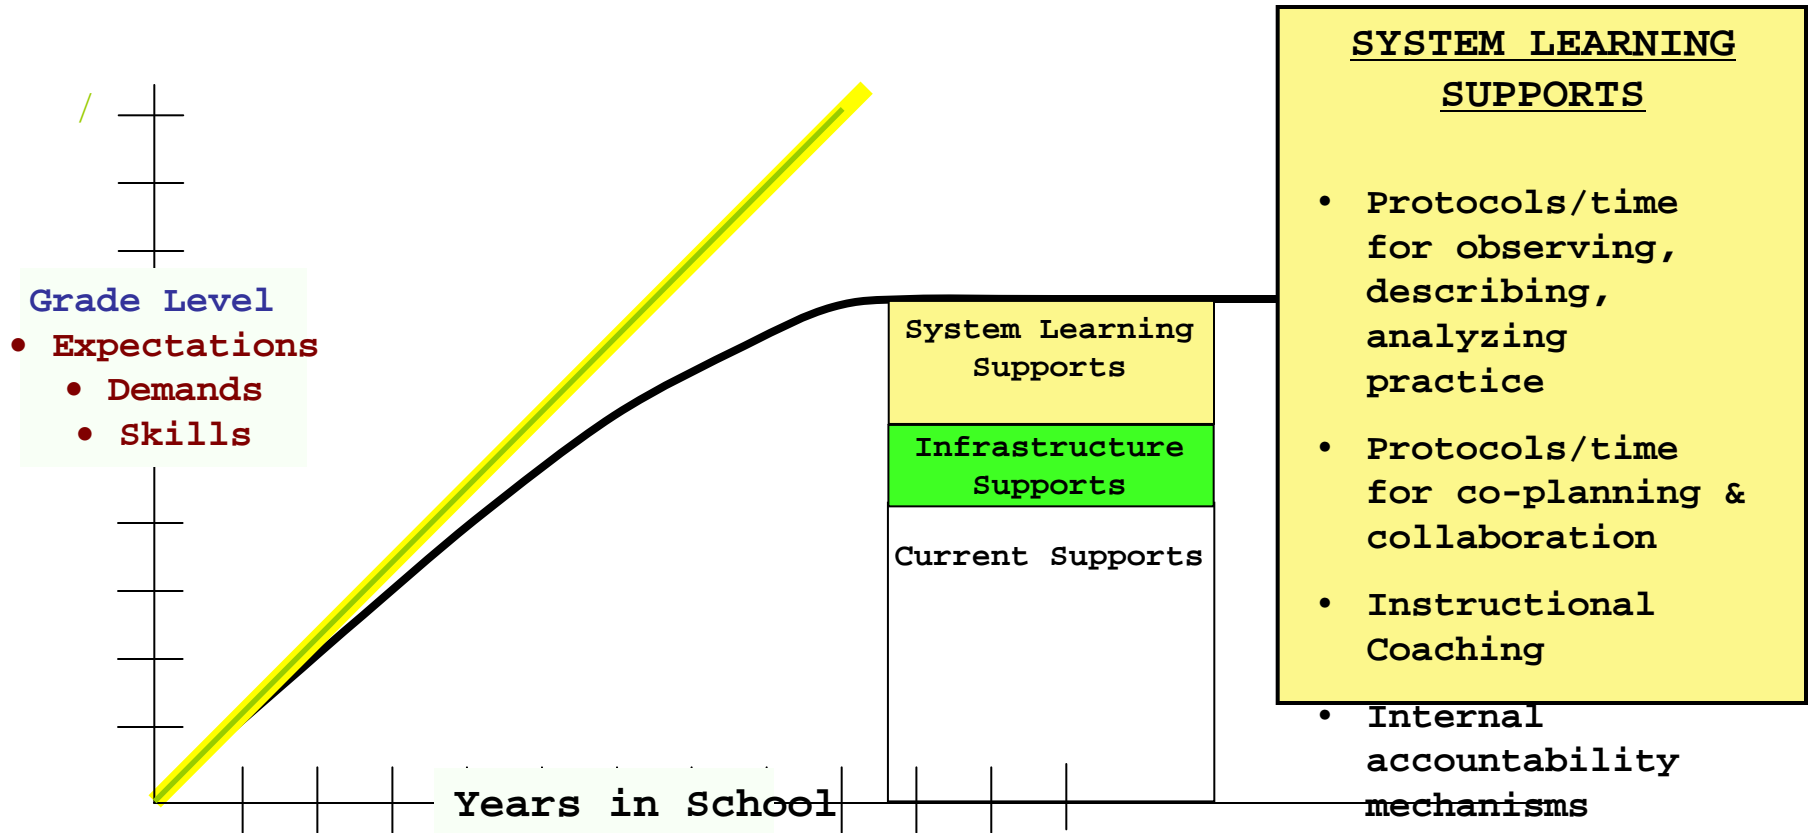 SYSTEM LEARNING
SUPPORTS
• Protocols/time
for observing,
describing,
analyzing
practice
• Protocols/time
for co-planning &
collaboration
• Instructional
Coaching
• Internal
accountability
mechanisms
/
Grade Level
• Expectations
• Demands
• Skills
System Learning
Supports
Infrastructure
Supports
Current Supports
Years in School